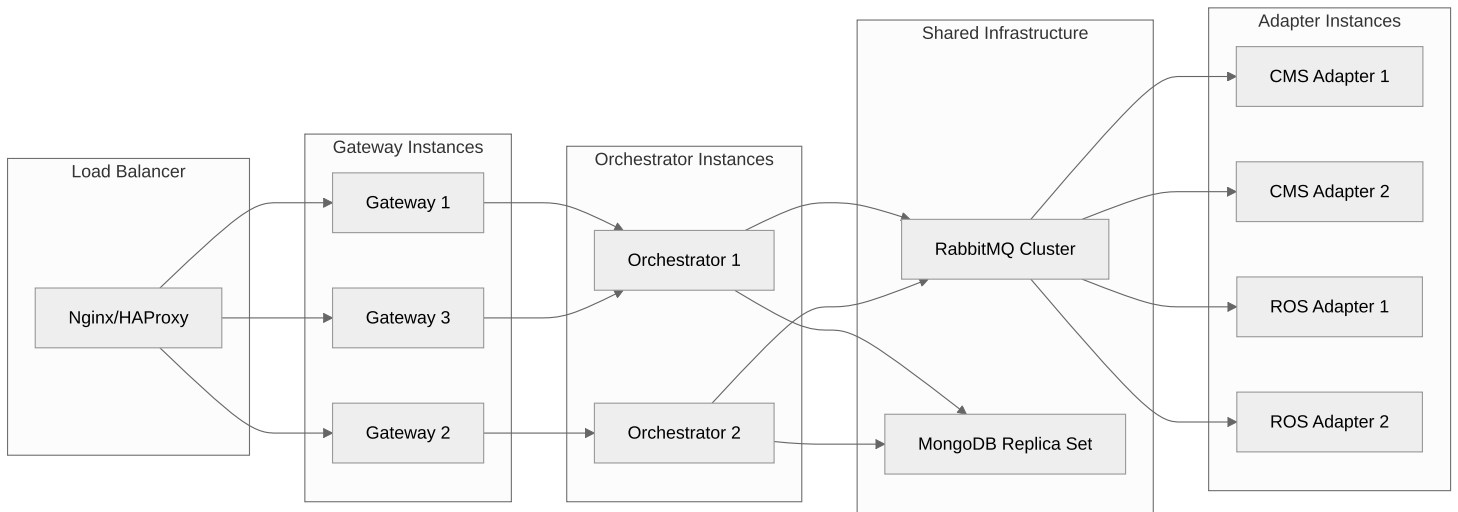 Load Balancer
Nginx/HAProxy
Gateway Instances
Gateway 1
Gateway 3
Gateway 2
Orchestrator Instances
Orchestrator 1
Orchestrator 2
Shared Infrastructure
RabbitMQ Cluster
MongoDB Replica Set
Adapter Instances
CMS Adapter 1
CMS Adapter 2
ROS Adapter 1
ROS Adapter 2